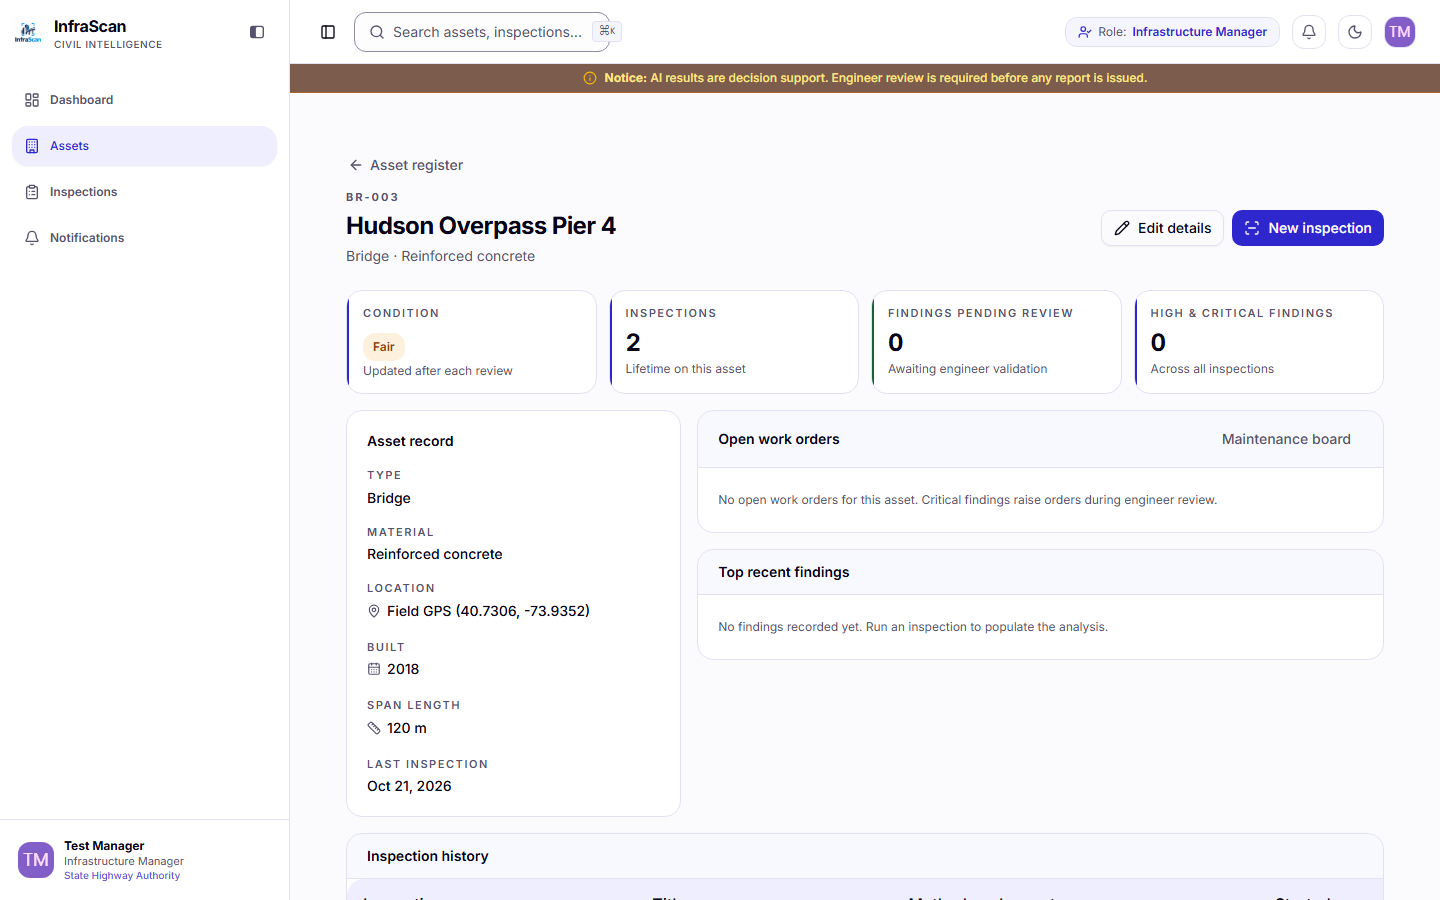 InfraScan
CIVIL INTELLIGENCE
InfraScan
Dashboard
Assets
Inspections
Notifications
Test Manager
Infrastructure Manager
State Highway Authority
TM
Search assets, inspections...
⌘K
Role: Infrastructure Manager
TM
Notice: AI results are decision support. Engineer review is required before any report is issued.
Asset register
BR-003
Hudson Overpass Pier 4
Bridge · Reinforced concrete
Edit details
New inspection
CONDITION
Fair
Updated after each review
INSPECTIONS
2
Lifetime on this asset
FINDINGS PENDING REVIEW
0
Awaiting engineer validation
HIGH & CRITICAL FINDINGS
0
Across all inspections
Asset record
TYPE
Bridge
MATERIAL
Reinforced concrete
LOCATION
Field GPS (40.7306, -73.9352)
BUILT
2018
SPAN LENGTH
120 m
LAST INSPECTION
Oct 21, 2026
Open work orders
Maintenance board
No open work orders for this asset. Critical findings raise orders during engineer review.
Top recent findings
No findings recorded yet. Run an inspection to populate the analysis.
Inspection history